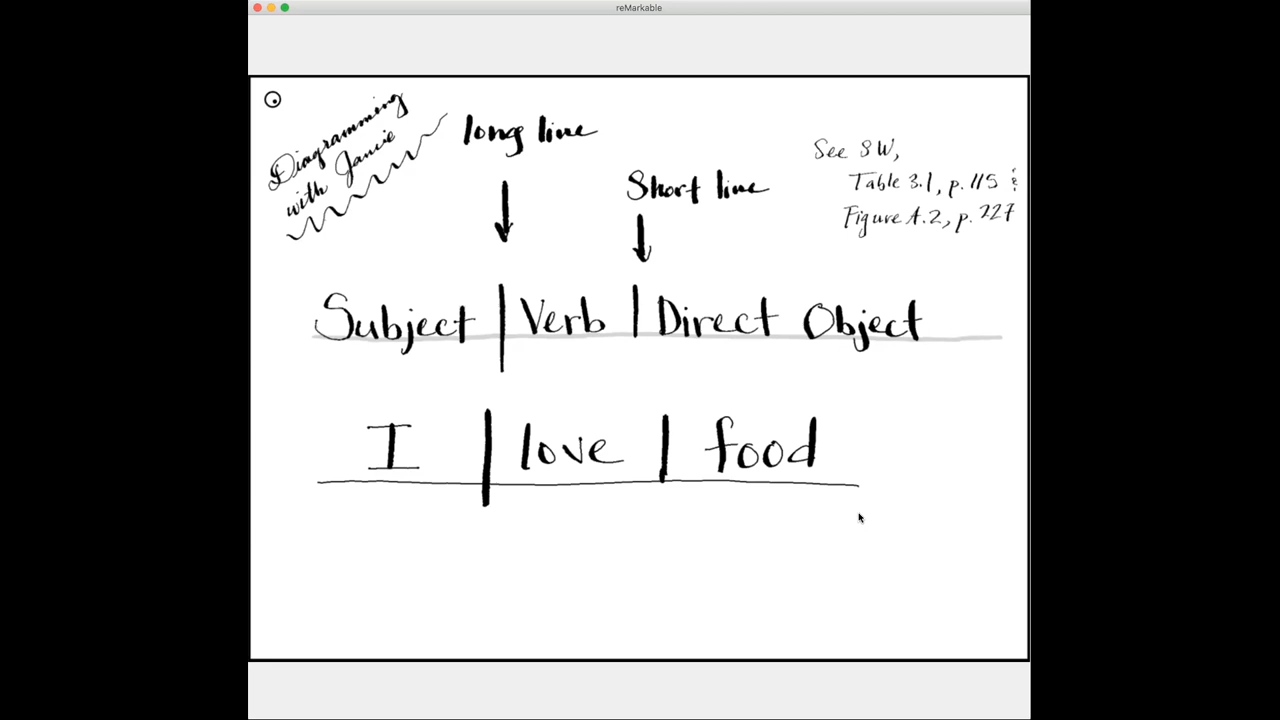 reMarkable
Diagramming
with Jamie
long line
Short line
See SW,
Table 3.1, p. 115 &
Figure A.2, p. 227
Subject | Verb | Direct Object
I | love | food